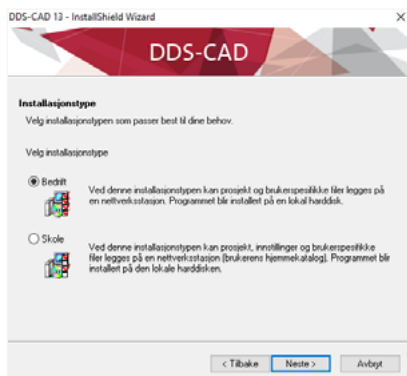 DDS-CAD 13 - InstallShield Wizard
DDS-CAD
Installasjonstype
Velg installasjonstypen som passer best til dine behov.
Velg installasjonstype
Bedrift
Ved denne installasjonstypen kan prosjekt og brukerspesifikke filer legges på
en nettverksstasjon. Programmet blir installert på en lokal harddisk.
Skole
Ved denne installasjonstypen kan prosjekt, innstillinger og brukerspesifikke
filer legges på en nettverksstasjon (brukerens hjemmekatalog). Programmet blir
installert på den lokale harddisken.
< Tilbake
Neste >
Avbryt